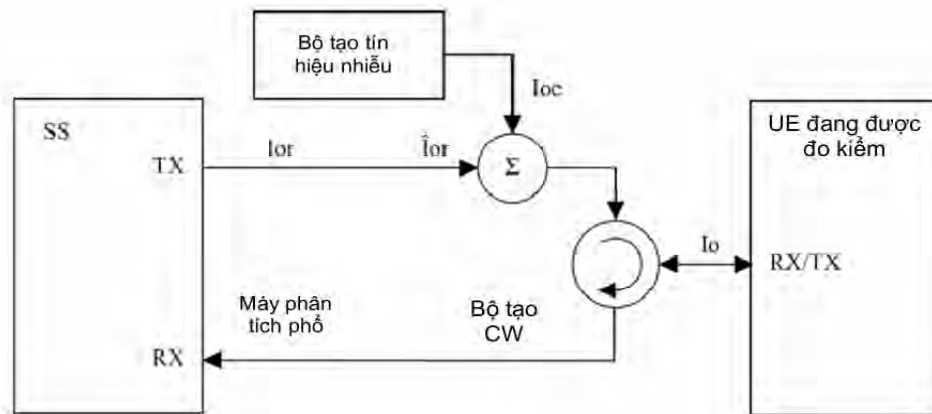 Bộ tạo tín
hiệu nhiễu
Ioc
SS
UE đang được
đo kiểm
TX
Ior
Îor
Σ
Io
RX/TX
Máy phân
tích phổ
Bộ tạo
CW
RX